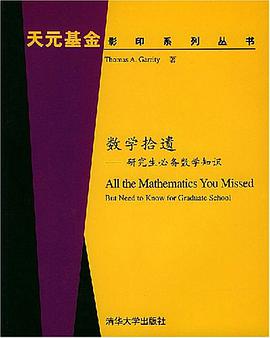 天元基金影印系列丛书
Thomas A. Garrity 著
数学拾遗
——研究生必备数学知识
All the Mathematics You Missed
But Need to Know for Graduate School
清华大学出版社